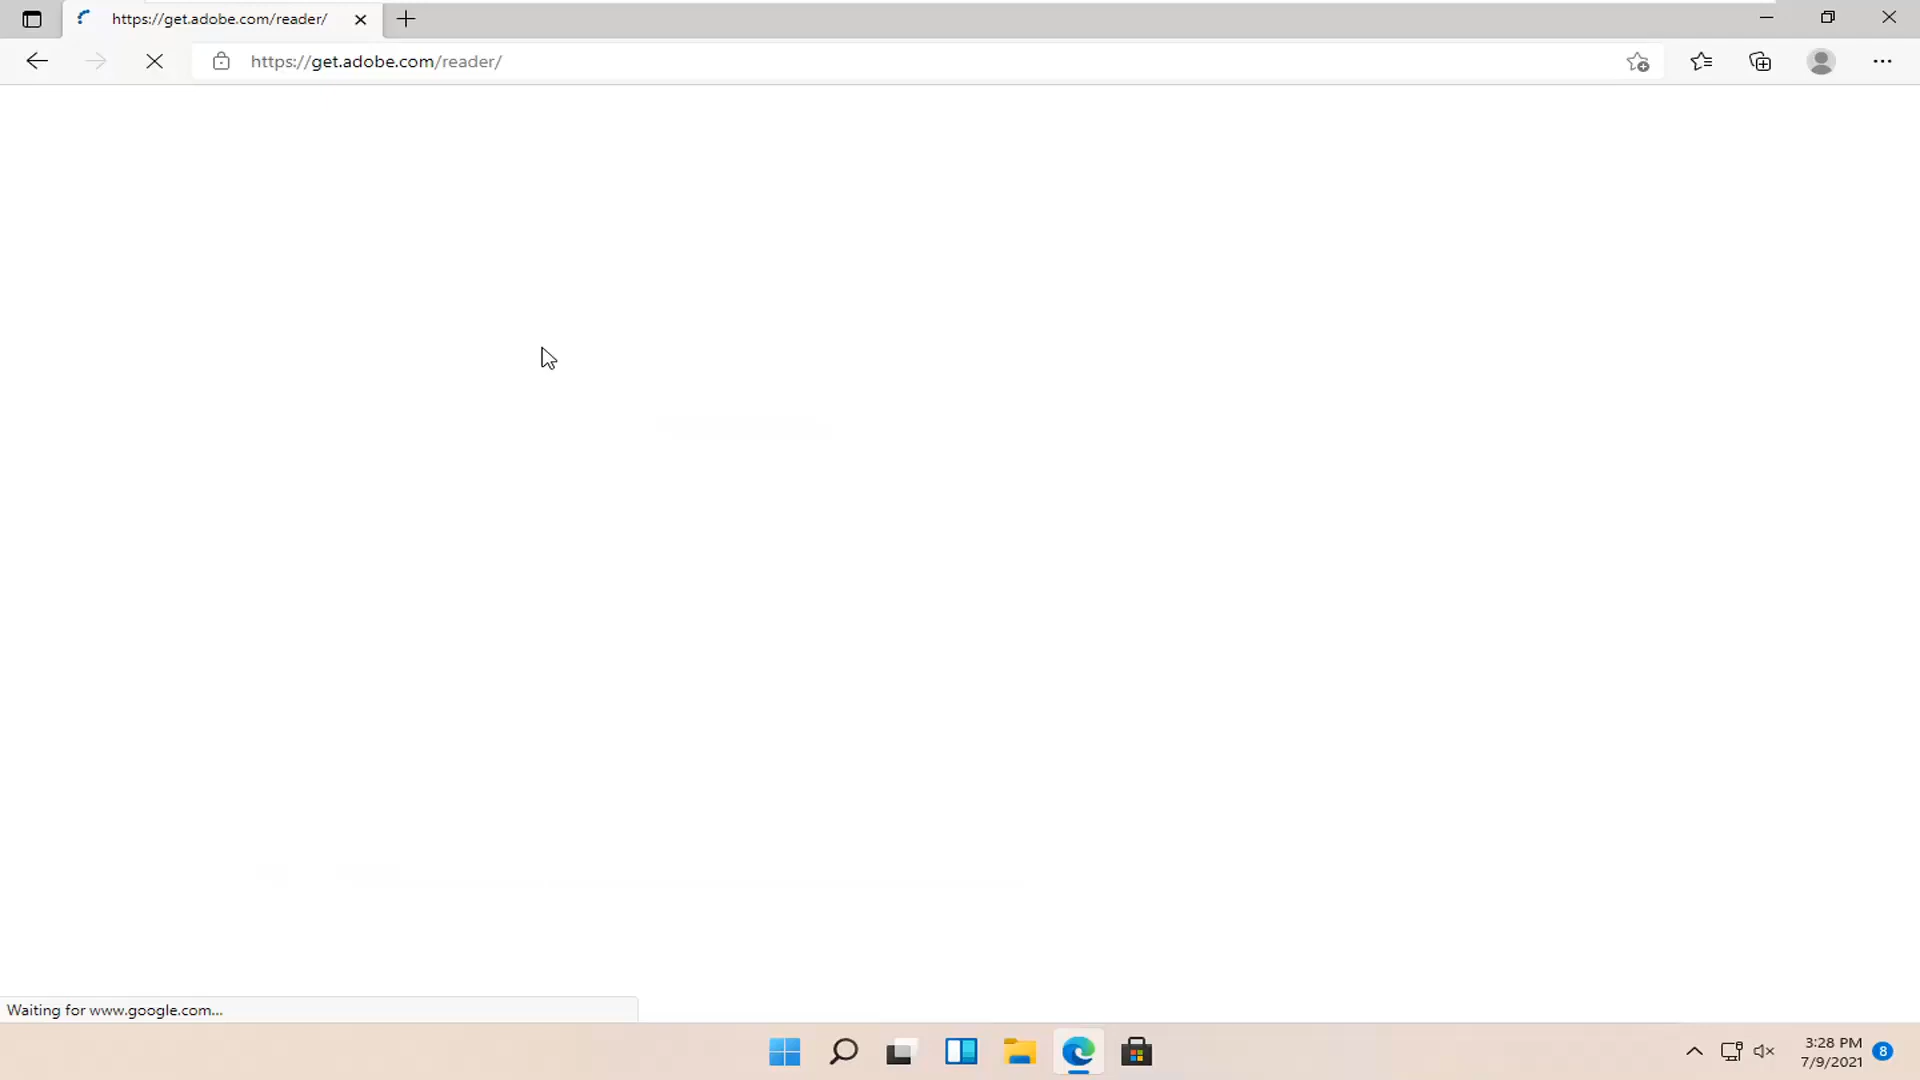 https://get.adobe.com/reader/
https://get.adobe.com/reader/
Waiting for www.google.com...
3:28 PM
7/9/2021
8